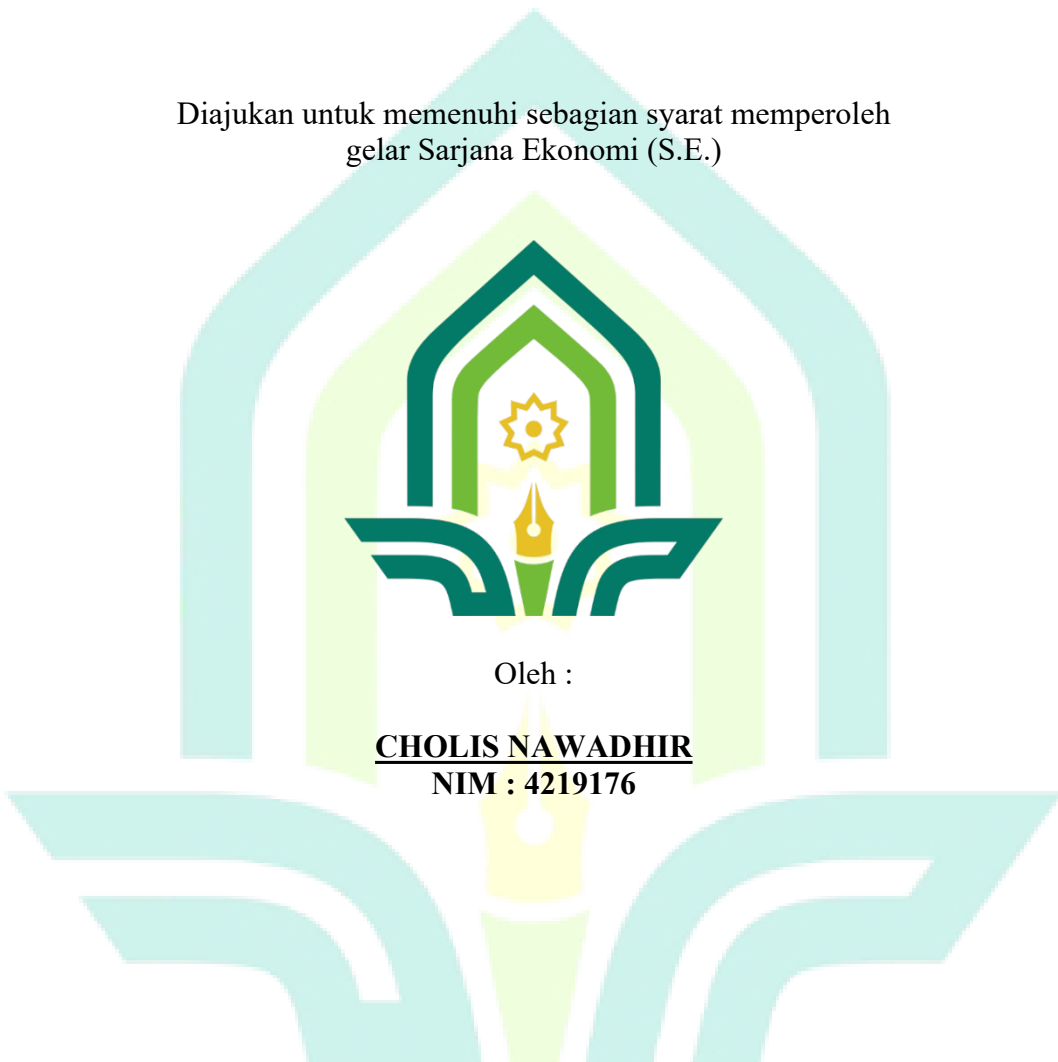 Diajukan untuk memenuhi sebagian syarat memperoleh
gelar Sarjana Ekonomi (S.E.)
Oleh :
CHOLIS NAWADHIR
NIM : 4219176